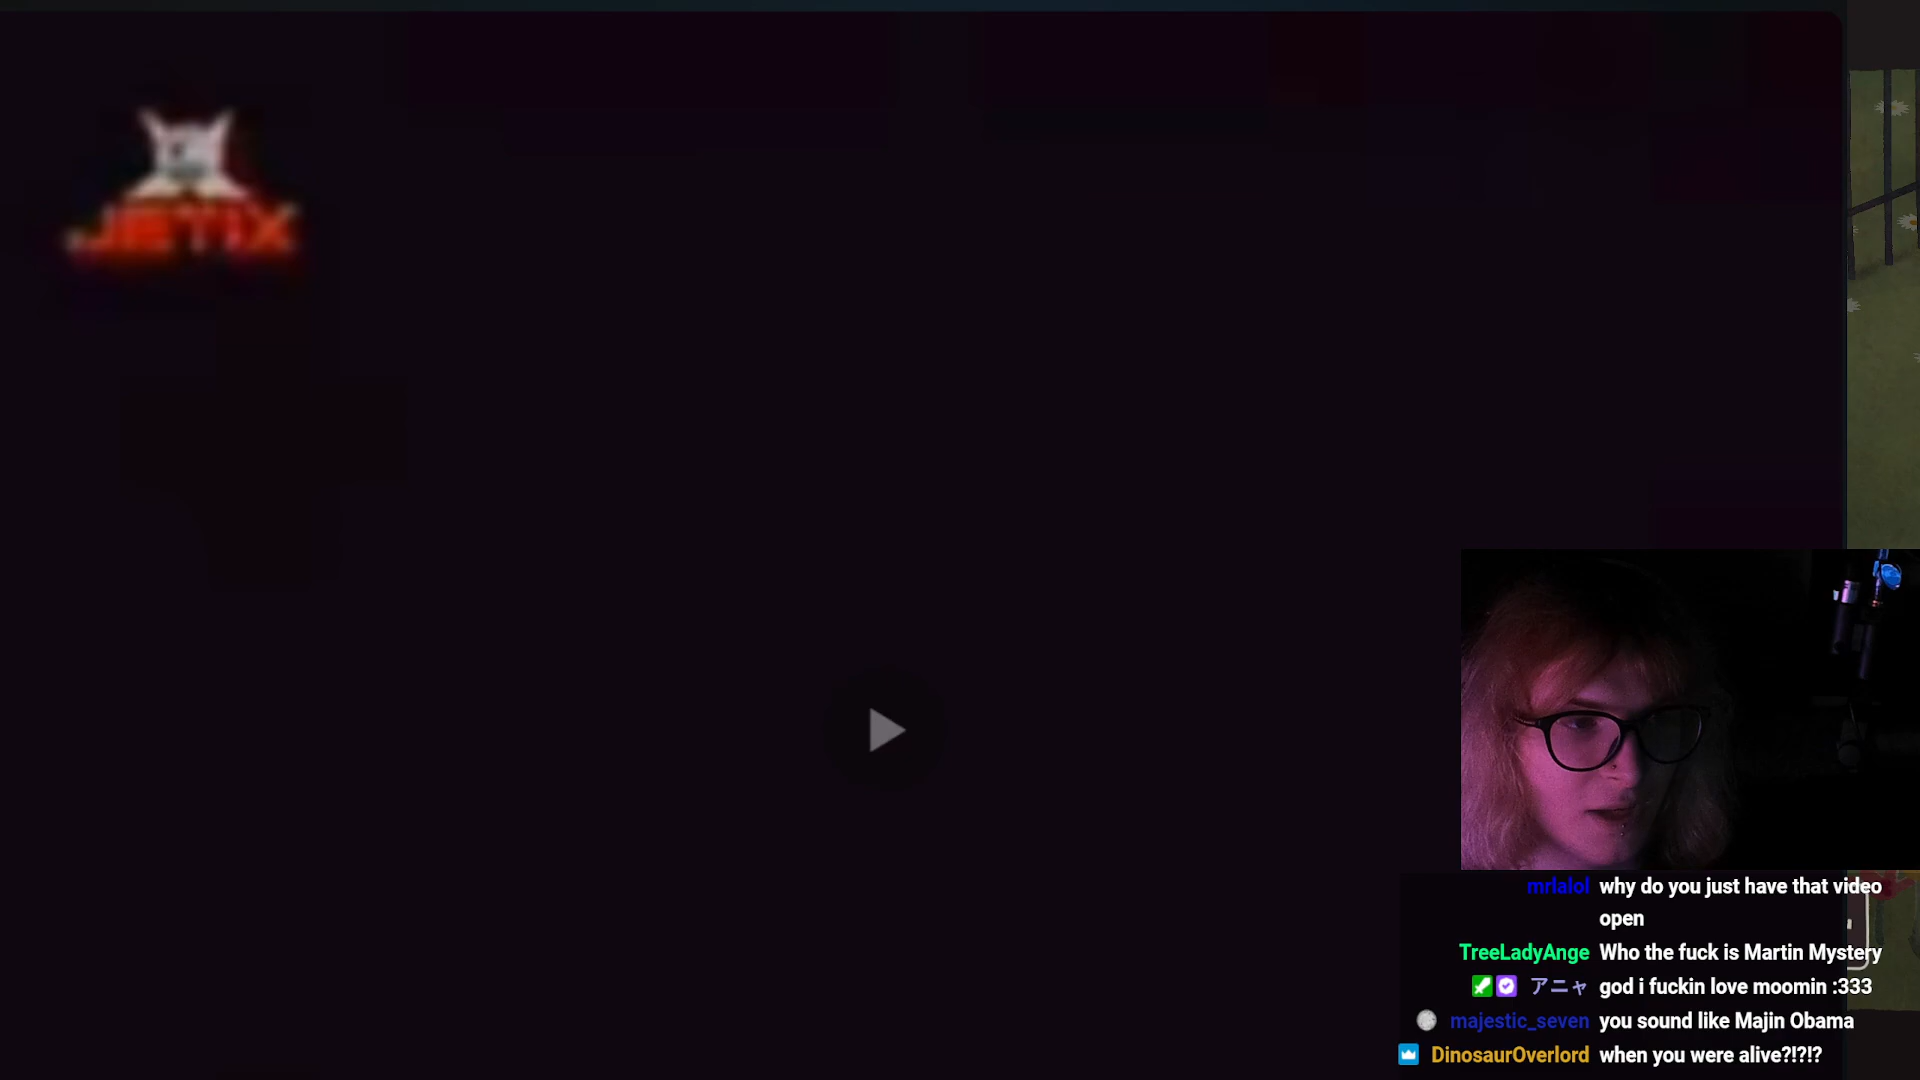 JETIX
mrlalol why do you just have that video
open
TreeLadyAnge Who the fuck is Martin Mystery
アニャ god i fuckin love moomin :333
majestic_seven you sound like Majin Obama
DinosaurOverlord when you were alive?!?!?